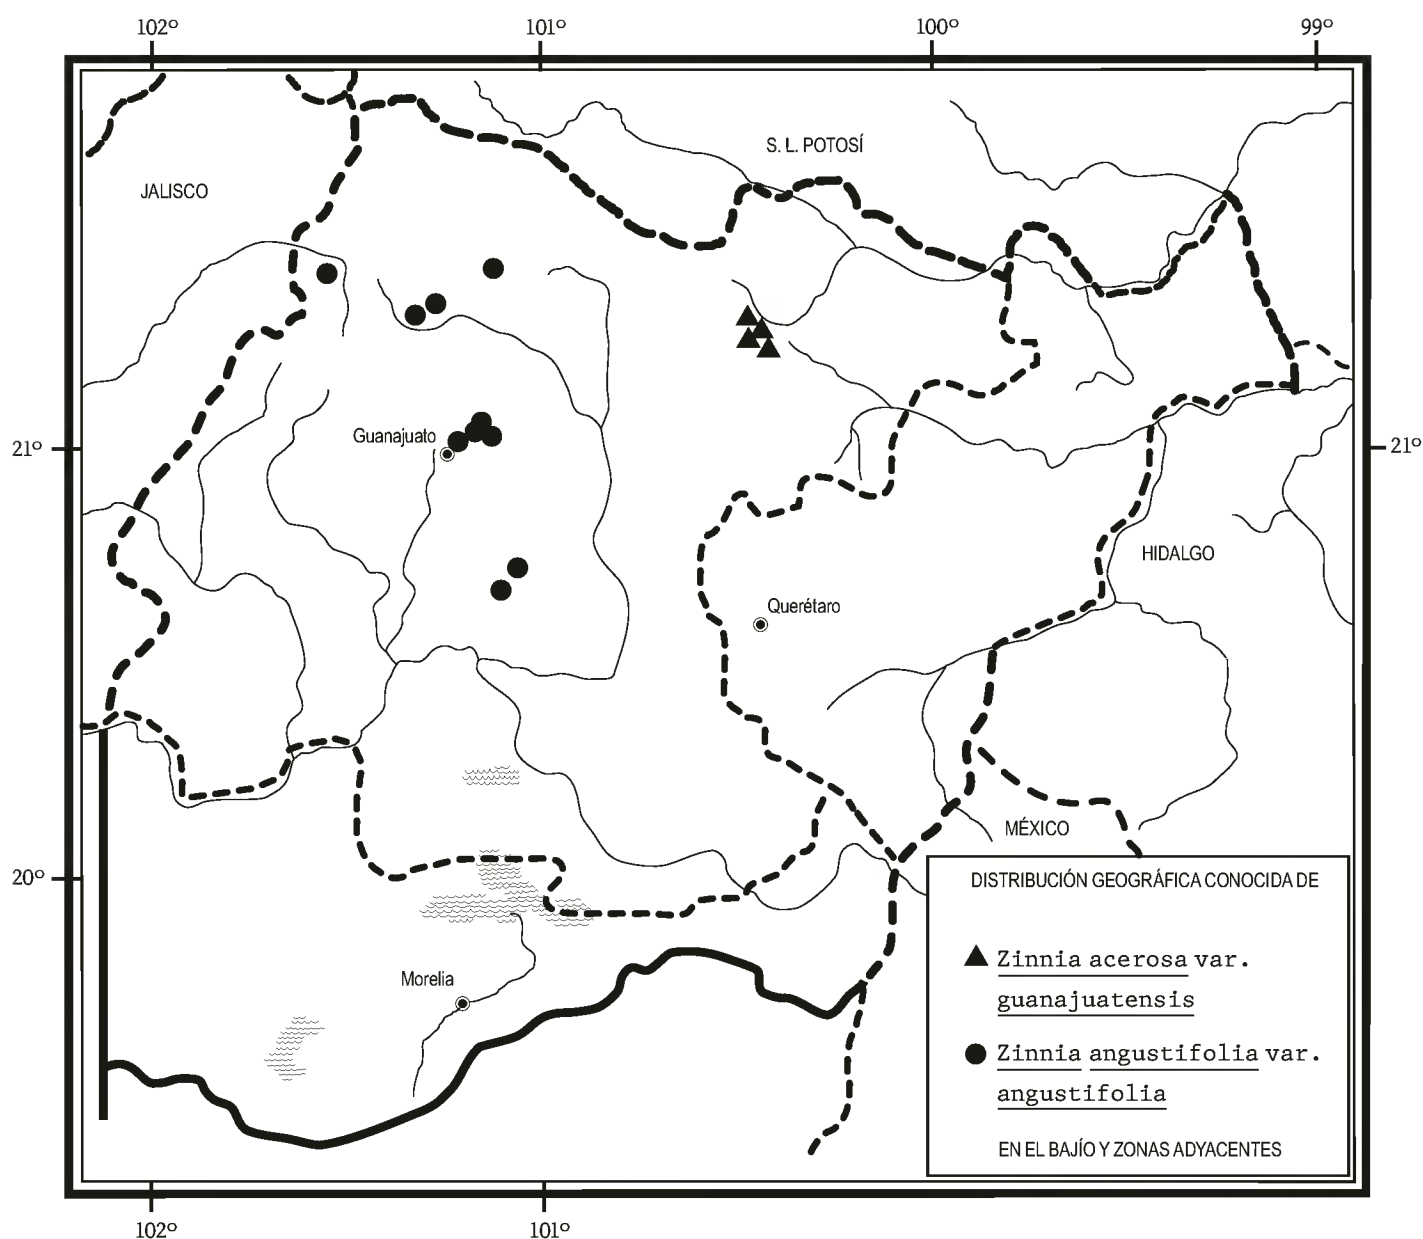 102º 101º 100º 99º
S. L. POTOSÍ
JALISCO
Guanajuato
21º 21º
HIDALGO
Querétaro
MÉXICO
20º
DISTRIBUCIÓN GEOGRÁFICA CONOCIDA DE
Zinnia acerosa var.
guanajuatensis
Morelia
Zinnia angustifolia var.
angustifolia
EN EL BAJÍO Y ZONAS ADYACENTES
102º 101º